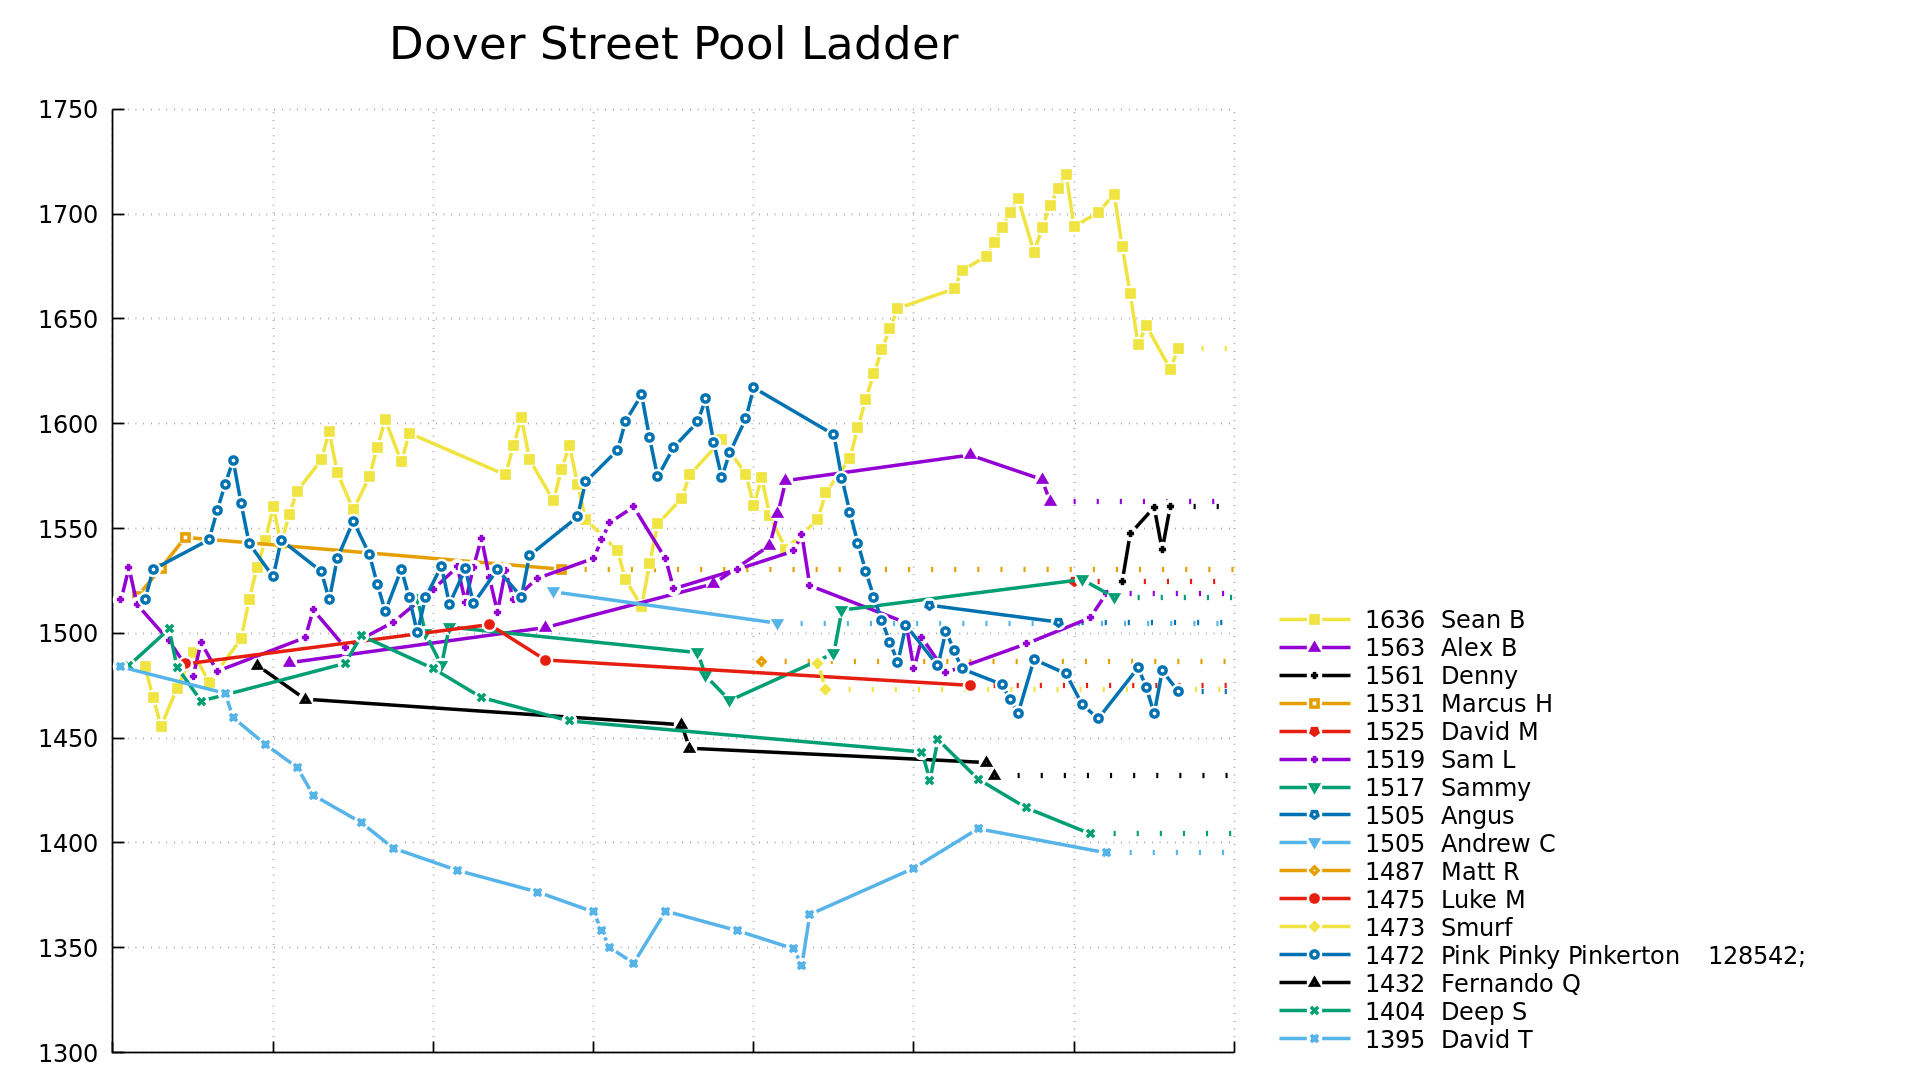 Dover Street Pool Ladder
1750
1700
1650
1600
1550
1500
1450
1400
1350
1300
1636 Sean B
1563 Alex B
1561 Denny
1531 Marcus H
1525 David M
1519 Sam L
1517 Sammy
1505 Angus
1505 Andrew C
1487 Matt R
1475 Luke M
1473 Smurf
1472 Pink Pinky Pinkerton 128542;
1432 Fernando Q
1404 Deep S
1395 David T